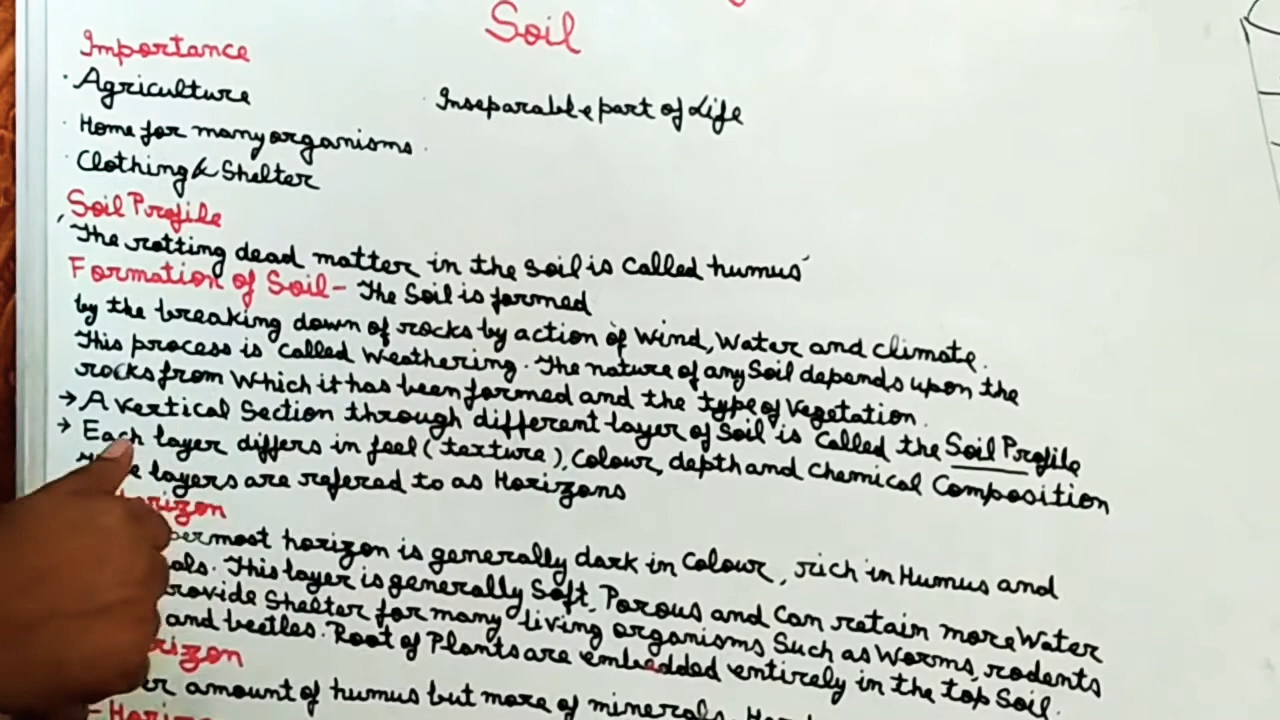 Soil
Importance
· Agriculture
· Inseparable part of Life
· Home for many organisms
· Clothing & Shelter
Soil Profile
The rotting dead matter in the soil is called humus
Formation of Soil - The Soil is formed
by the breaking down of rocks by action of wind, Water and climate.
This process is called Weathering. The nature of any Soil depends upon the
rocks from which it has been formed and the type of Vegetation.
→ A vertical Section through different layer of Soil is called the Soil Profile
→ Each layer differs in feel (texture), Colour, depth and Chemical Composition
layers are refered to as Horizons
rizon
permost horizon is generally dark in Colour, rich in Humus and
als. This layer is generally Soft, Porous and Can retain more Water
rovide Shelter for many living organisms Such as Worms, rodents
and beetles. Root of Plants are embedded entirely in the top Soil.
rizon
er amount of humus but more of minerals.
- Horiz